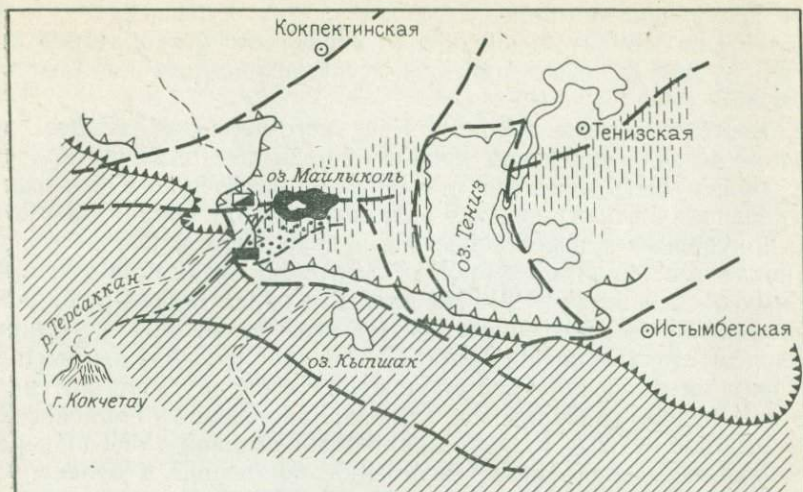 Кокпектинская
Тенизская
оз. Майлыколь
оз. Тениз
р. Терсаккан
Истымбетская
оз. Кыпшак
г. Кокчетау